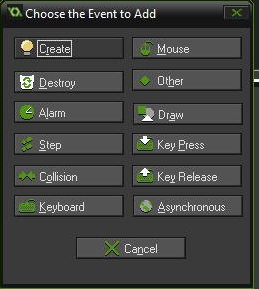 Choose the Event to Add
Create
Mouse
Destroy
Other
Alarm
Draw
Step
Key Press
Collision
Key Release
Keyboard
Asynchronous
Cancel